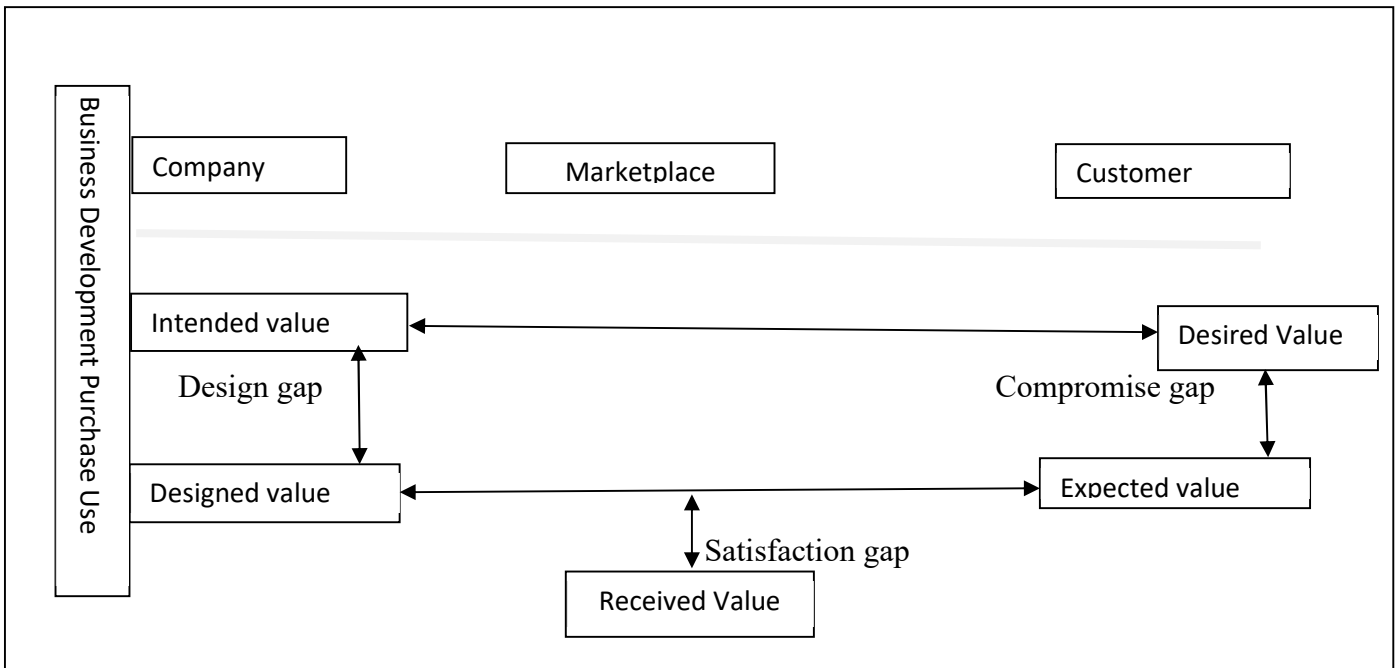 Business Development Purchase Use
Company
Marketplace
Customer
Intended value
Desired Value
Design gap
Compromise gap
Designed value
Expected value
Satisfaction gap
Received Value